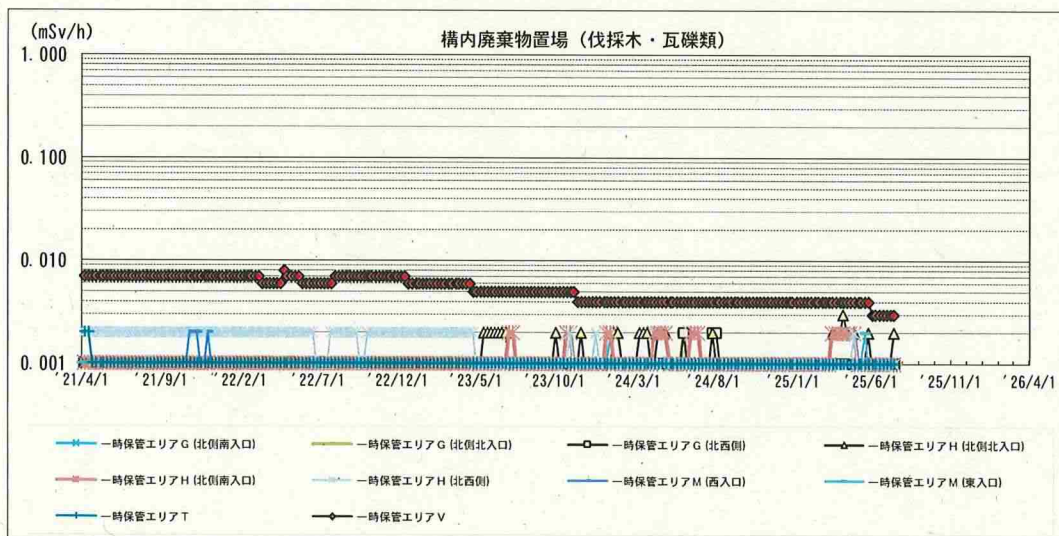 (mSv/h)
構内廃棄物置場（伐採木・瓦礫類）
1.000
0.100
0.010
0.001
'21/4/1 '21/9/1 '22/2/1 '22/7/1 '22/12/1 '23/5/1 '23/10/1 '24/3/1 '24/8/1 '25/1/1 '25/6/1 '25/11/1 '26/4/1
一時保管エリアG（北側南入口） 一時保管エリアG（北側北入口） 一時保管エリアG（北西側） 一時保管エリアH（北側北入口）
一時保管エリアH（北側南入口） 一時保管エリアH（北西側） 一時保管エリアM（西入口） 一時保管エリアM（東入口）
一時保管エリアT 一時保管エリアV